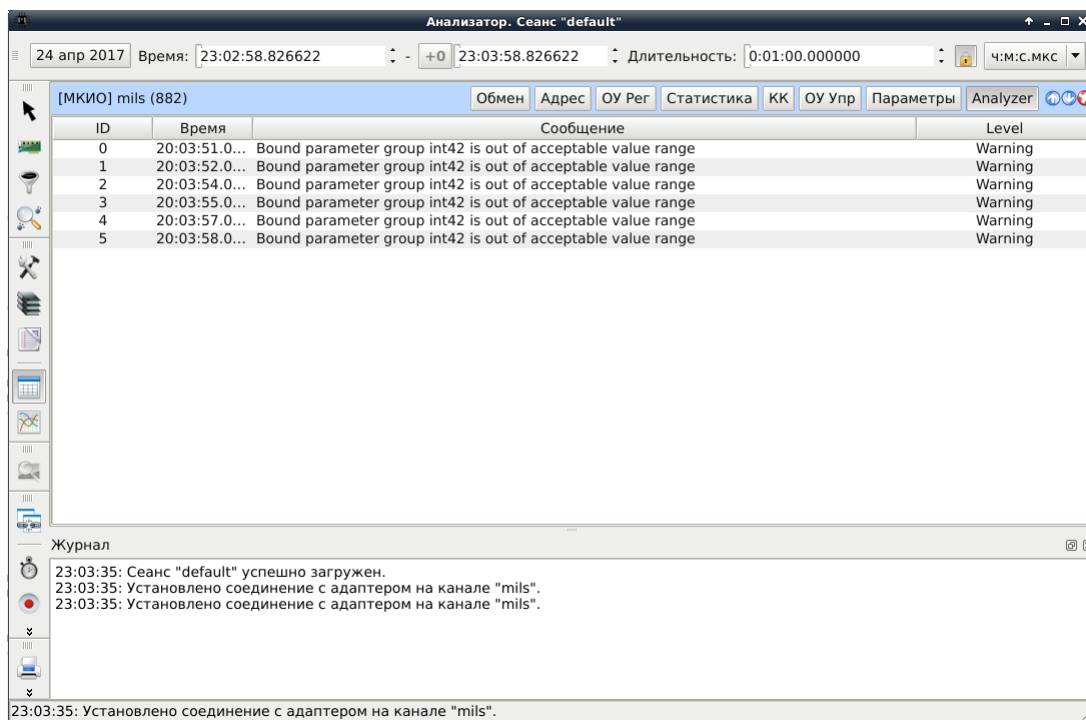 Анализатор. Сеанс "default"
24 апр 2017 Время: 23:02:58.826622 - +0 23:03:58.826622 Длительность: 0:01:00.000000 ч:м:с.мкс
[МКИО] mils (882) Обмен Адрес ОУ Рег Статистика КК ОУ Упр Параметры Analyzer
ID Время Сообщение Level
0 20:03:51.0... Bound parameter group int42 is out of acceptable value range Warning
1 20:03:52.0... Bound parameter group int42 is out of acceptable value range Warning
2 20:03:54.0... Bound parameter group int42 is out of acceptable value range Warning
3 20:03:55.0... Bound parameter group int42 is out of acceptable value range Warning
4 20:03:57.0... Bound parameter group int42 is out of acceptable value range Warning
5 20:03:58.0... Bound parameter group int42 is out of acceptable value range Warning
Журнал
23:03:35: Сеанс "default" успешно загружен.
23:03:35: Установлено соединение с адаптером на канале "mils".
23:03:35: Установлено соединение с адаптером на канале "mils".
23:03:35: Установлено соединение с адаптером на канале "mils".